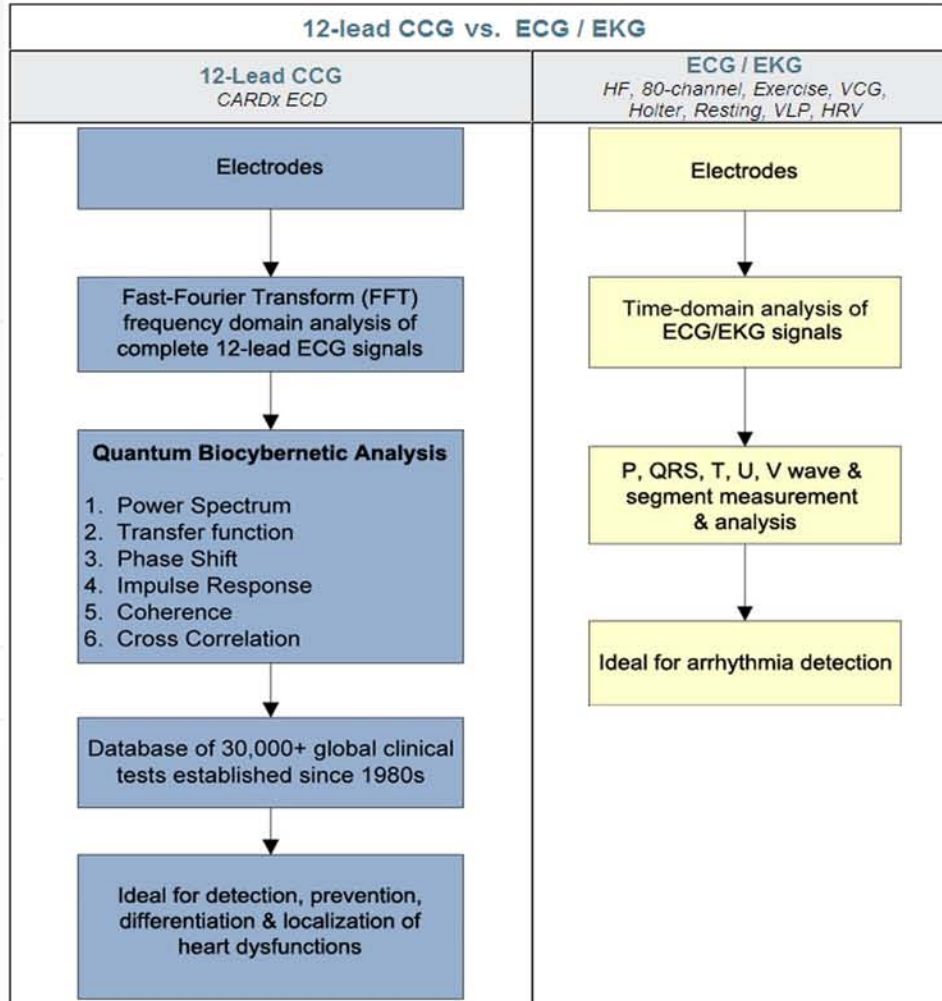 12-lead CCG vs. ECG / EKG
12-Lead CCG
CARDx ECD
Electrodes
Fast-Fourier Transform (FFT)
frequency domain analysis of
complete 12-lead ECG signals
Quantum Biocybernetic Analysis
1. Power Spectrum
2. Transfer function
3. Phase Shift
4. Impulse Response
5. Coherence
6. Cross Correlation
Database of 30,000+ global clinical
tests established since 1980s
Ideal for detection, prevention,
differentiation & localization of
heart dysfunctions
ECG / EKG
HF, 80-channel, Exercise, VCG,
Holter, Resting, VLP, HRV
Electrodes
Time-domain analysis of
ECG/EKG signals
P, QRS, T, U, V wave &
segment measurement
& analysis
Ideal for arrhythmia detection